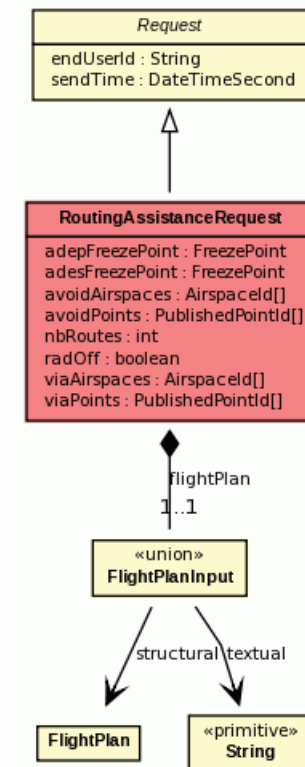 Request
endUserId : String
sendTime : DateTimeSecond
RoutingAssistanceRequest
adepFreezePoint : FreezePoint
adesFreezePoint : FreezePoint
avoidAirspaces : AirspaceId[]
avoidPoints : PublishedPointId[]
nbRoutes : int
radOff : boolean
viaAirspaces : AirspaceId[]
viaPoints : PublishedPointId[]
flightPlan
1..1
«union»
FlightPlanInput
structural
textual
FlightPlan
«primitive»
String